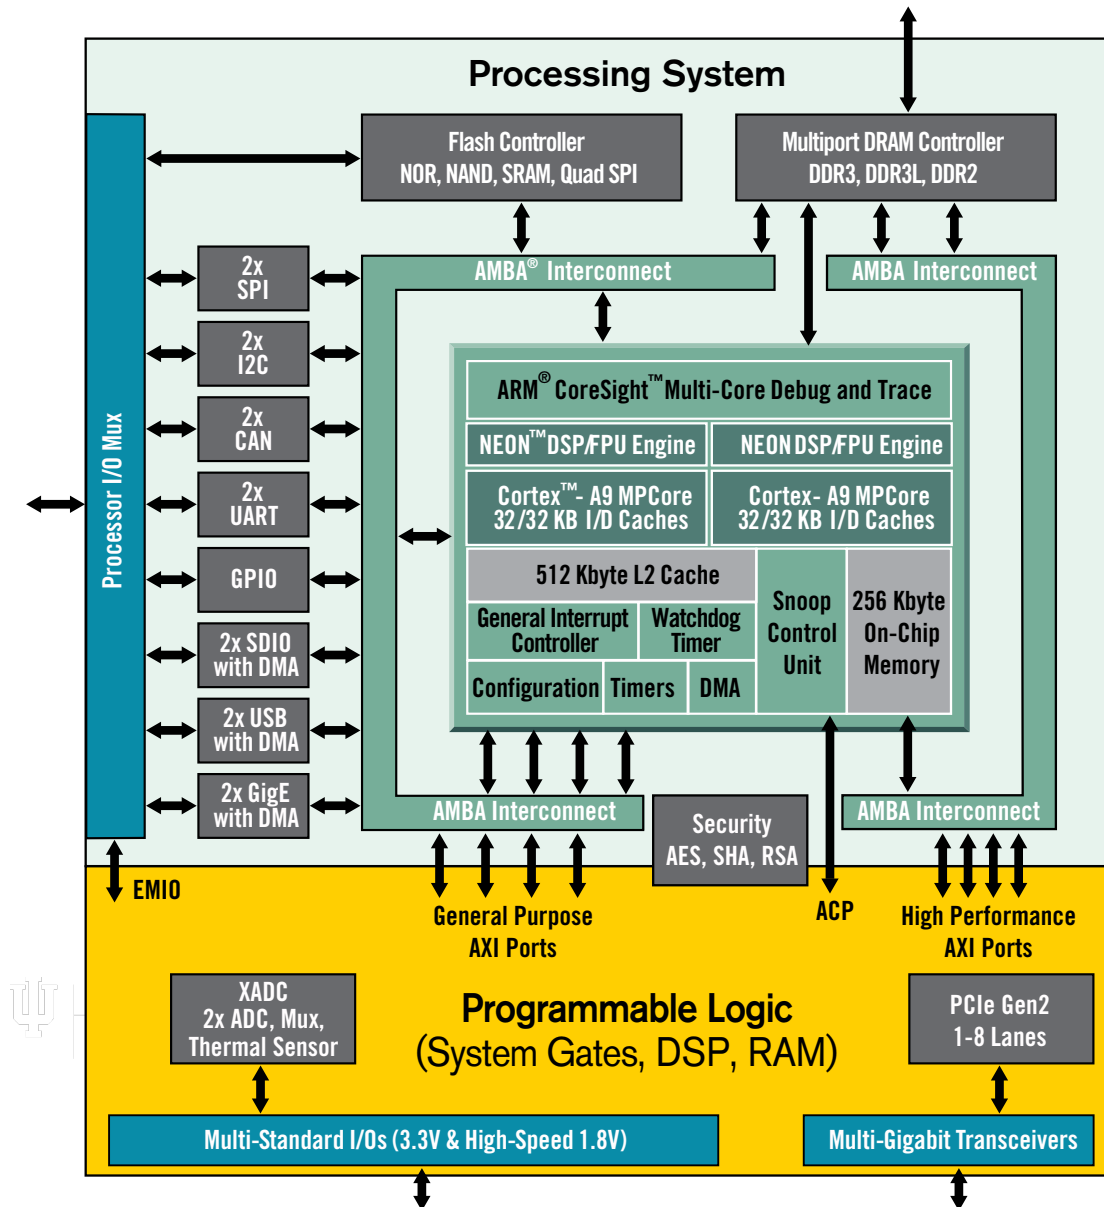 Processing System
Flash Controller
NOR, NAND, SRAM, Quad SPI
Multiport DRAM Controller
DDR3, DDR3L, DDR2
Processor I/O Mux
2x
SPI
2x
I2C
2x
CAN
2x
UART
GPIO
2x SDIO
with DMA
2x USB
with DMA
2x GigE
with DMA
AMBA® Interconnect
AMBA Interconnect
ARM® CoreSight™ Multi-Core Debug and Trace
NEON™ DSP/FPU Engine
NEON DSP/FPU Engine
Cortex™- A9 MPCore
32/32 KB I/D Caches
Cortex- A9 MPCore
32/32 KB I/D Caches
512 Kbyte L2 Cache
General Interrupt
Controller
Watchdog
Timer
Configuration
Timers
DMA
Snoop
Control
Unit
256 Kbyte
On-Chip
Memory
AMBA Interconnect
Security
AES, SHA, RSA
AMBA Interconnect
EMIO
General Purpose
AXI Ports
ACP
High Performance
AXI Ports
XADC
2x ADC, Mux,
Thermal Sensor
Programmable Logic
(System Gates, DSP, RAM)
PCIe Gen2
1-8 Lanes
Multi-Standard I/Os (3.3V & High-Speed 1.8V)
Multi-Gigabit Transceivers